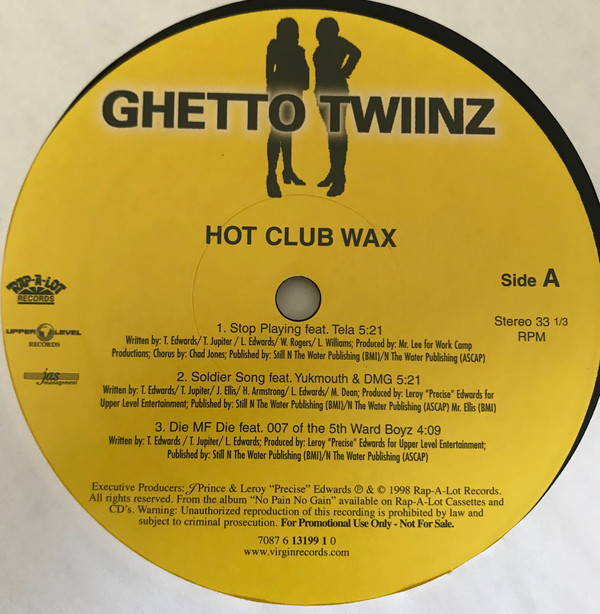 GHETTO TWIINZ
HOT CLUB WAX
Side A
Stereo 33 1/3
RPM
RAP-A-LOT
RECORDS
UPPER LEVEL
RECORDS
jas
management
1. Stop Playing feat. Tela 5:21
Written by: T. Edwards/ T. Jupiter / L. Edwards/ W. Rogers/ L. Williams; Produced by: Mr. Lee for Work Camp
Productions; Chorus by: Chad Jones; Published by: Still N The Water Publishing (BMI)/N The Water Publishing (ASCAP)
2. Soldier Song feat. Yukmouth & DMG 5:21
Written by: T. Edwards/ T. Jupiter/ J. Ellis/ H. Armstrong/ L. Edwards/ M. Dean; Produced by: Leroy "Precise" Edwards for
Upper Level Entertainment; Published by: Still N The Water Publishing (BMI)/N The Water Publishing (ASCAP) Mr. Ellis (BMI)
3. Die MF Die feat. 007 of the 5th Ward Boyz 4:09
Written by: T. Edwards / T. Jupiter/ L. Edwards; Produced by: Leroy "Precise" Edwards for Upper Level Entertainment;
Published by: Still N The Water Publishing (BMI)/N The Water Publishing (ASCAP)
Executive Producers: J Prince & Leroy "Precise" Edwards ℗ & © 1998 Rap-A-Lot Records.
All rights reserved. From the album "No Pain No Gain" available on Rap-A-Lot Cassettes and
CD's. Warning: Unauthorized reproduction of this recording is prohibited by law and
subject to criminal prosecution. For Promotional Use Only - Not For Sale.
7087 6 13199 1 0
www.virginrecords.com